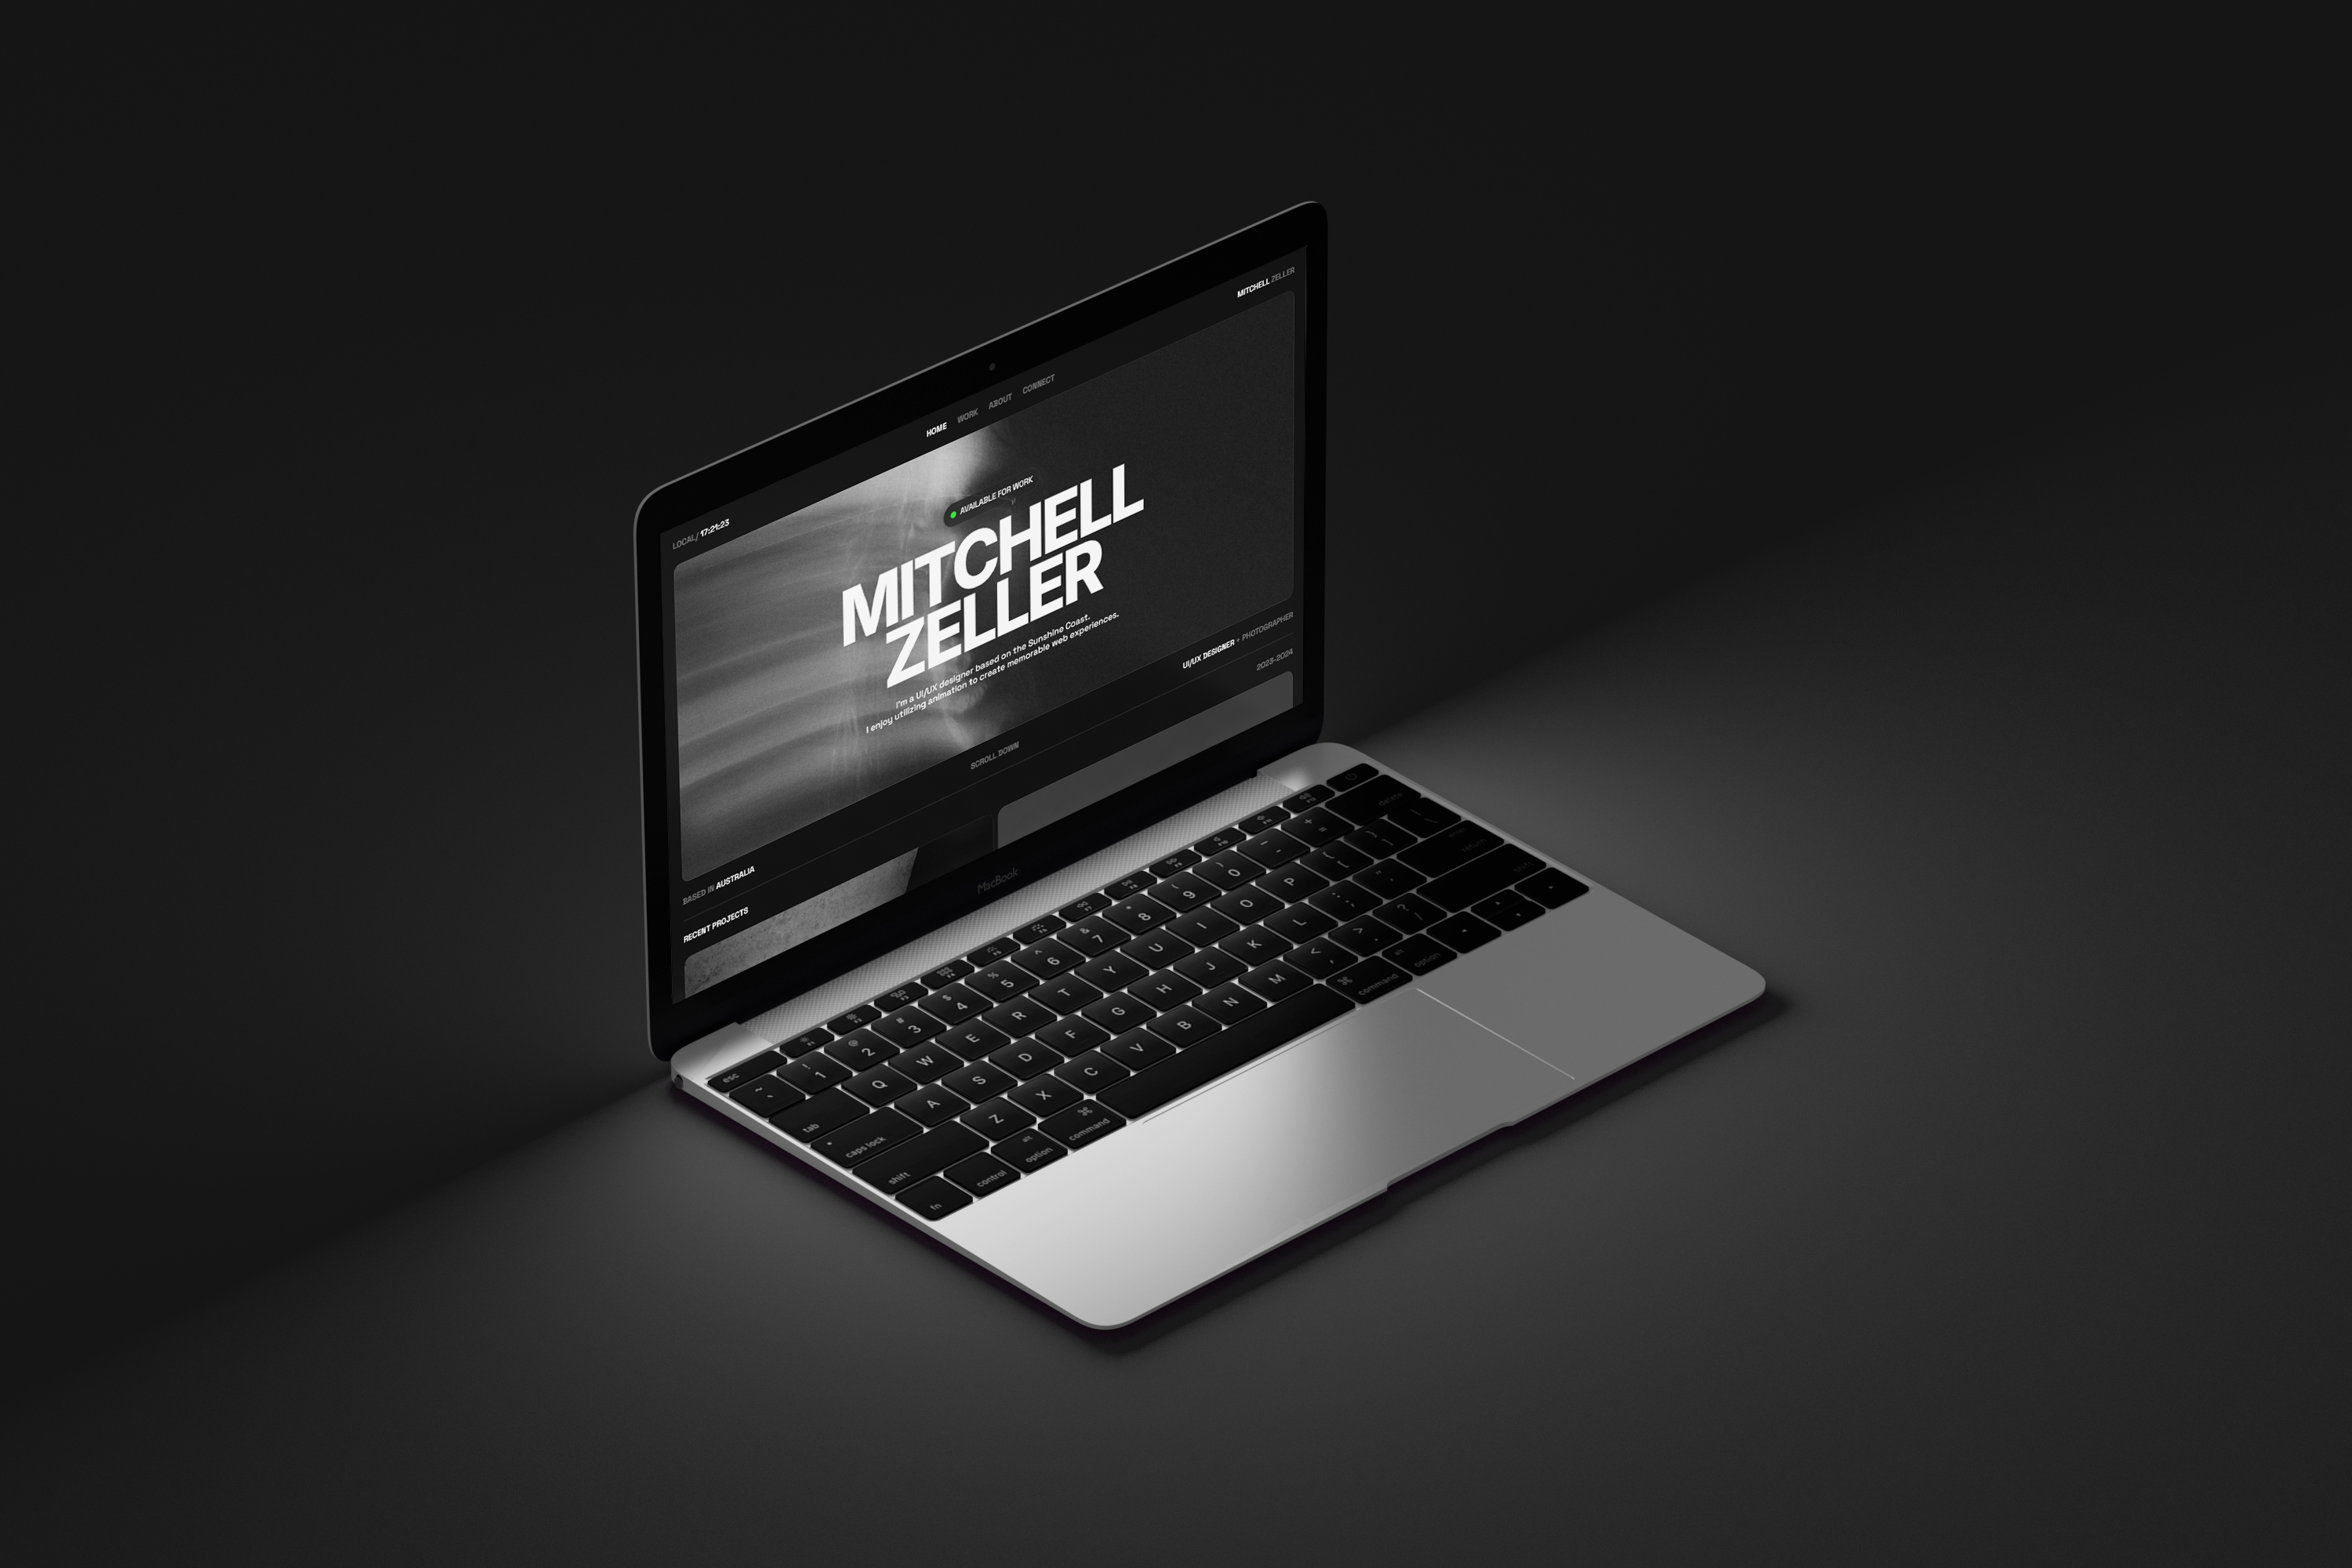 LOCAL/ 17:21:23
HOME WORK ABOUT CONNECT
MITCHELL ZELLER
AVAILABLE FOR WORK
MITCHELL
ZELLER
I'm a UI/UX designer based on the Sunshine Coast.
I enjoy utilizing animation to create memorable web experiences.
BASED IN AUSTRALIA
SCROLL DOWN
UI/UX DESIGNER + PHOTOGRAPHER
RECENT PROJECTS
2023-2024
MacBook
esc
~ ` ! 1 @ 2 # 3 $ 4 % 5 ^ 6 & 7 * 8 ( 9 ) 0 _ - + = delete
tab Q W E R T Y U I O P { [ } ] | \
caps lock A S D F G H J K L : ; " ' enter return
shift Z X C V B N M < , > . ? / shift
fn control alt option ⌘ command ⌘ command alt option